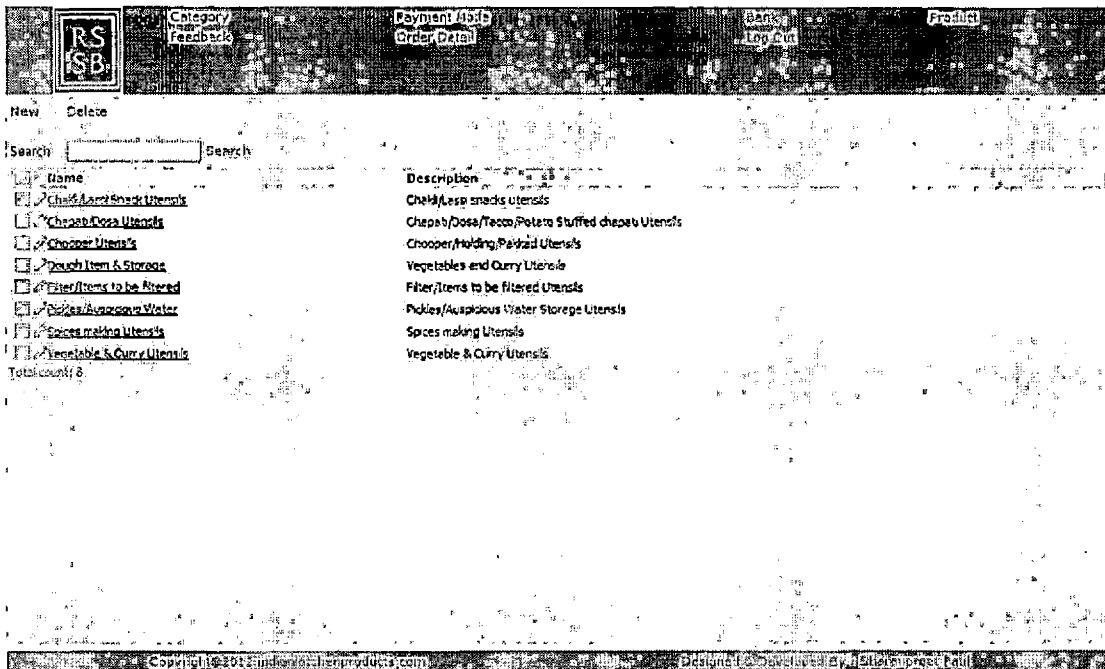 RS
SB
Category Payment Mode Bank Product
Feedback Order Detail Log Out
New Delete
Search Search
Name Description
Chakli/Lasp Snack Utensils Chakli/Lasp snacks utensils
Chapati/Dosa Utensils Chapati/Dosa/Tacco/Potato Stuffed chapati Utensils
Chooper Utensils Chooper/Holding/Packed Utensils
Dough Item & Storage Vegetables and Curry Utensils
Filter/Items to be filtered Filter/Items to be filtered Utensils
Pickles/Auspicious Water Pickles/Auspicious Water Storage Utensils
Spices making Utensils Spices making Utensils
Vegetable & Curry Utensils Vegetable & Curry Utensils
Total count: 8
Copyright © Designed & Developed By: